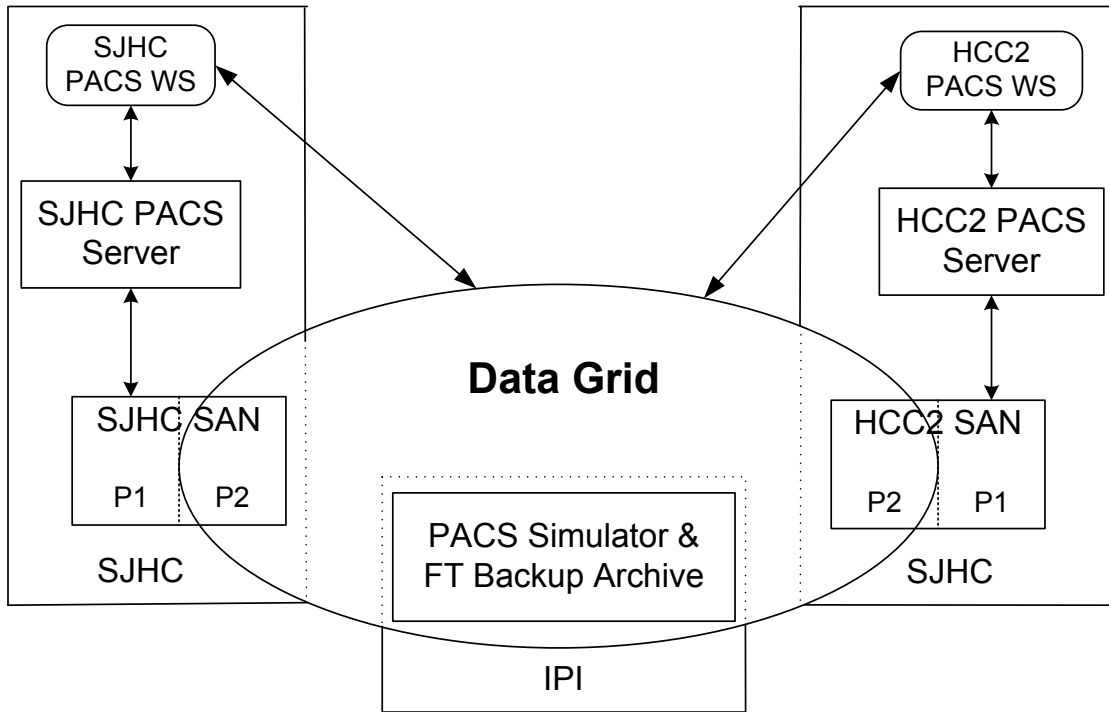 SJHC
PACS WS
SJHC PACS
Server
SJHC SAN
P1
P2
SJHC
Data Grid
PACS Simulator &
FT Backup Archive
IPI
HCC2
PACS WS
HCC2 PACS
Server
HCC2 SAN
P2
P1
SJHC